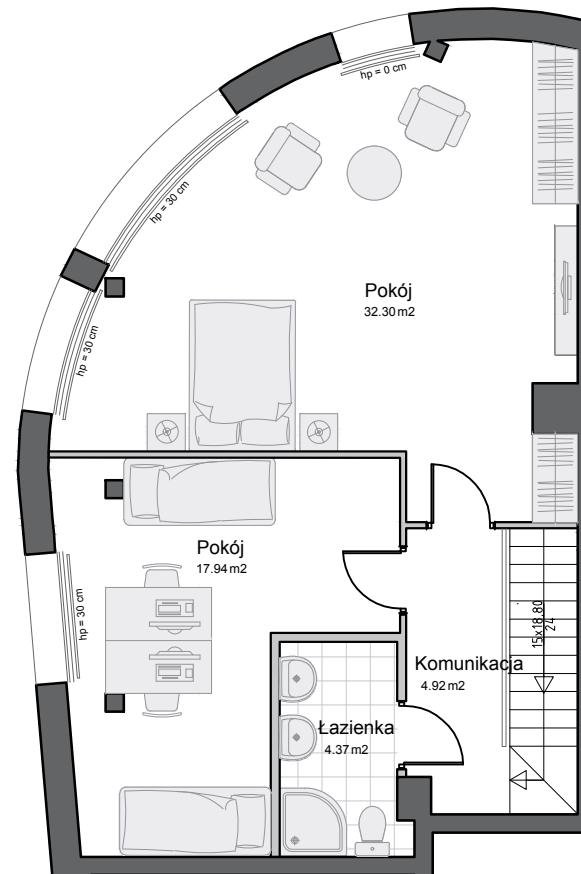 hp = 0 cm
hp = 30 cm
Pokój
32.30 m2
hp = 30 cm
Pokój
17.94 m2
hp = 30 cm
15x18.80
24
Komunikacja
4.92 m2
Łazienka
4.37 m2